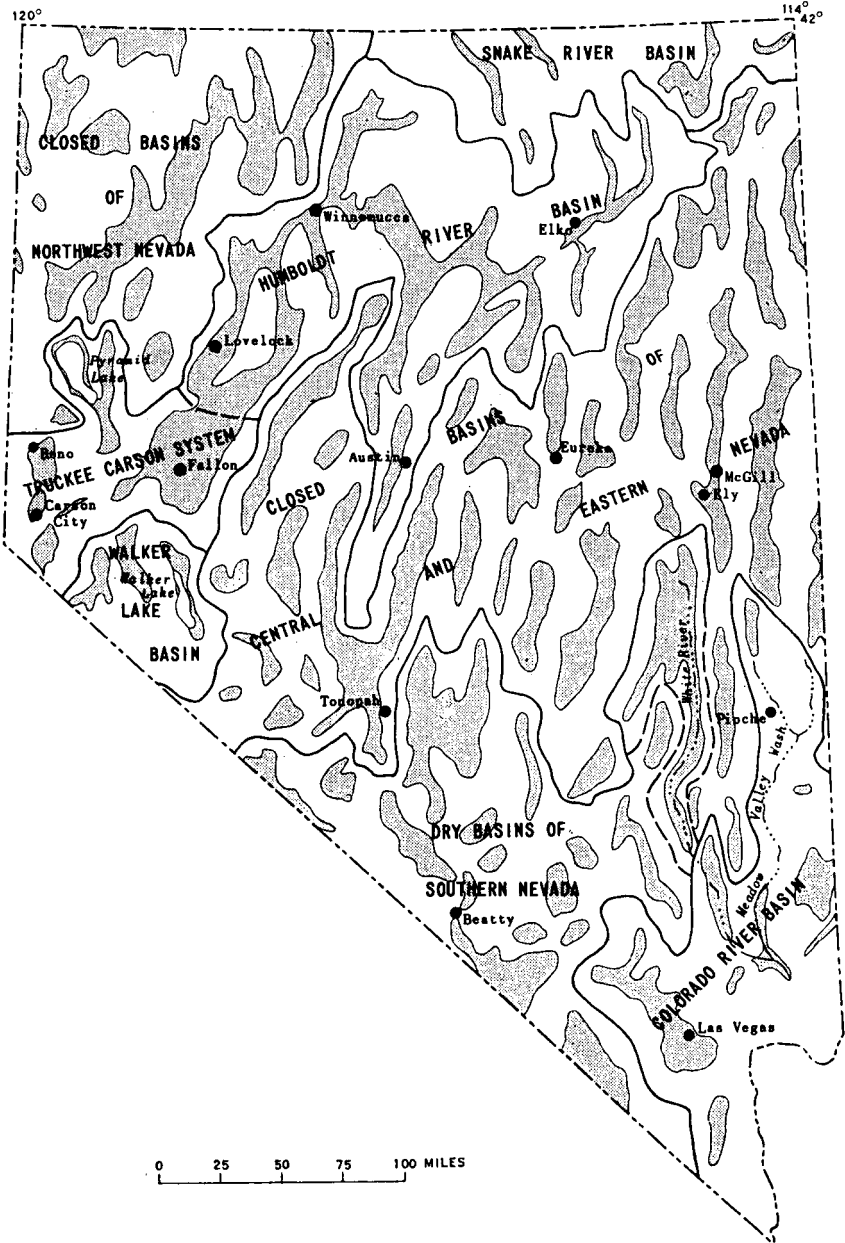 120°
114°
42°
SNAKE RIVER BASIN
CLOSED BASINS
OF
NORTHWEST NEVADA
Winnemucca
HUMBOLDT
RIVER
BASIN
Elko
Lovelock
Pyramid
Lake
OF
Reno
TRUCKEE CARSON SYSTEM
Fallon
Carson
City
Austin
BASINS
Eureka
NEVADA
McGill
Ely
CLOSED
EASTERN
WALKER
Walker
Lake
LAKE
BASIN
AND
CENTRAL
White River
Tonopah
Pioche
Meadow Valley Wash
DRY BASINS OF
SOUTHERN NEVADA
Beatty
COLORADO RIVER BASIN
Las Vegas
0 25 50 75 100 MILES